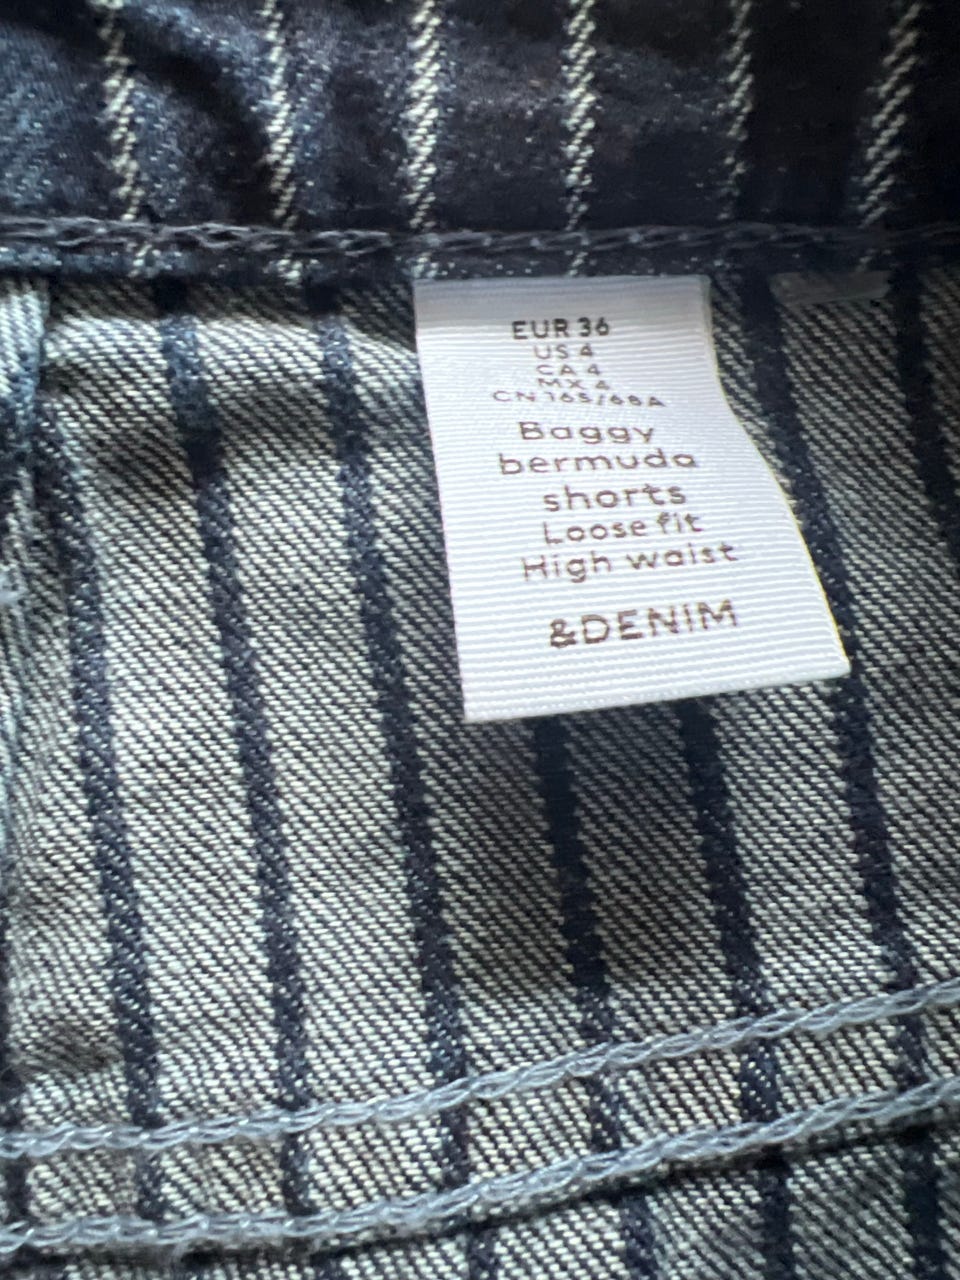 EUR 36
US 4
CA 4
MX 4
CN 165/68A
Baggy
bermuda
shorts
Loose fit
High waist
&DENIM